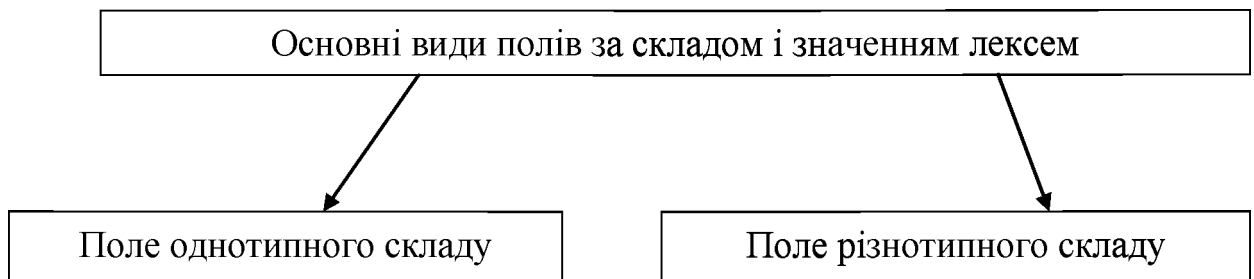 Основні види полів за складом і значенням лексем
Поле однотипного складу
Поле різнотипного складу